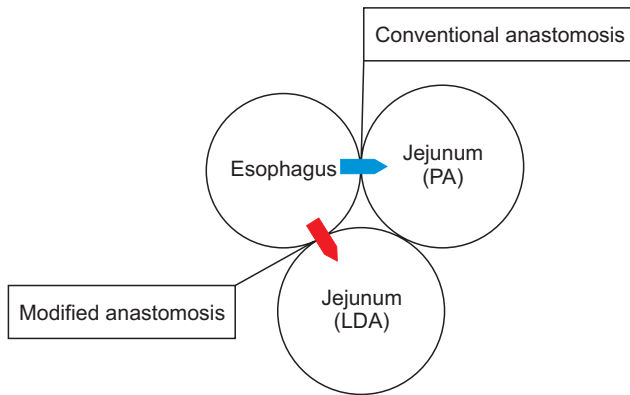 Conventional anastomosis
Esophagus
Jejunum
(PA)
Modified anastomosis
Jejunum
(LDA)